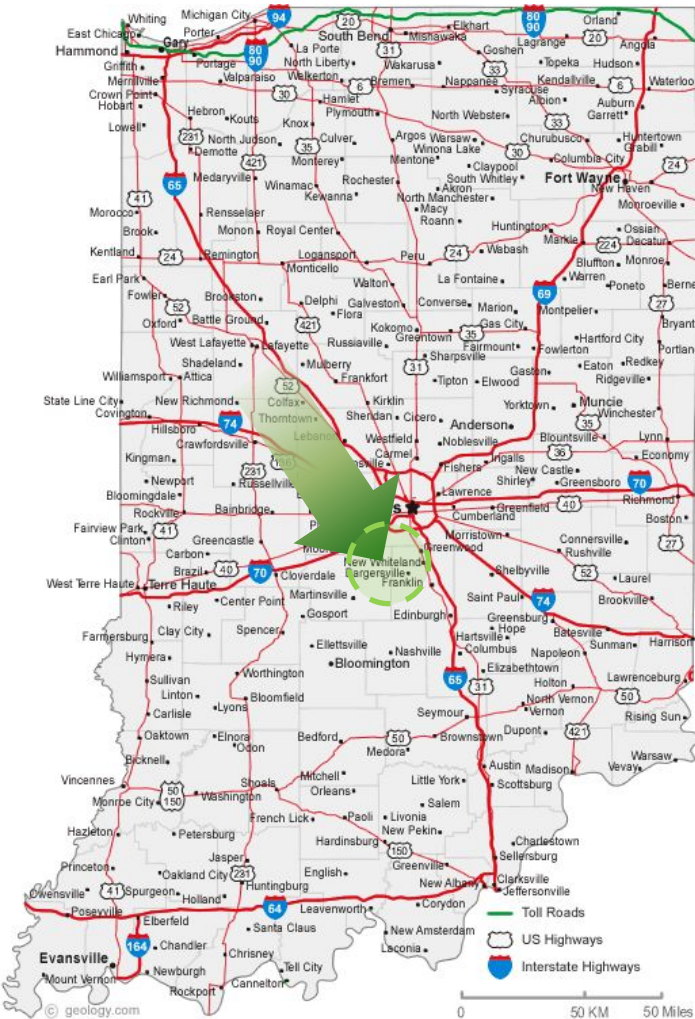 Whiting
Michigan City
94
20
80
90
Orland
East Chicago
Porter
Elkhart
Gary
South Bend
Mishawaka
Lagrange
20
Angola
Hammond
80
90
La Porte
31
Goshen
Griffith
Portage
North Liberty
Wakarusa
33
Topeka
Hudson
Merrillville
Valparaiso
Walkerton
6
Bremen
Nappanee
Kendallville
6
Waterloo
Crown Point
30
Hamlet
Syracuse
Albion
Auburn
Hobart
Hebron
Kouts
Plymouth
North Webster
Garrett
Lowell
Knox
33
231
North Judson
35
Culver
Argos
Warsaw
Churubusco
Huntertown
Demotte
421
Monterey
Winona Lake
30
Grabill
Mentone
Claypool
Columbia City
24
65
Medaryville
Winamac
Rochester
South Whitley
Fort Wayne
Akron
New Haven
41
Kewanna
North Manchester
Monroeville
Morocco
Rensselaer
Macy
Roann
Huntington
Ossian
Brook
Monon
Royal Center
Markle
224
Decatur
Kentland
24
Remington
Logansport
Peru
24
Wabash
Bluffton
Monroe
Monticello
Earl Park
Walton
La Fontaine
Warren
Poneto
Berne
Fowler
Brookston
Delphi
Galveston
Converse
Marion
69
Montpelier
27
52
Flora
Oxford
Battle Ground
421
Kokomo
35
Gas City
Bryant
Greentown
West Lafayette
Lafayette
Russiaville
Fairmount
Fowlerton
Hartford City
Portland
Sharpsville
Shadeland
Mulberry
31
Gaston
Eaton
Redkey
Williamsport
Attica
52
Frankfort
Tipton
Elwood
Ridgeville
State Line City
New Richmond
Colfax
Kirklin
Yorktown
Muncie
Covington
Thorntown
Sheridan
Cicero
Winchester
74
Anderson
35
Hillsboro
Lebanon
Westfield
Blountsville
Lynn
Crawfordsville
Noblesville
36
Carmel
Kingman
sville
Fishers
Ingalls
Economy
231
136
New Castle
Newport
Russellville
Shirley
Greensboro
70
Bloomingdale
Lawrence
Richmond
Rockville
Bainbridge
s
Greenfield
40
Cumberland
Boston
Fairview Park
41
Clinton
Greencastle
Morristown
Connersville
27
Carbon
Moo
Greenwood
Rushville
Brazil
40
70
New Whiteland
Shelbyville
52
West Terre Haute
Terre Haute
Cloverdale
Bargersville
Laurel
Franklin
Riley
Center Point
Martinsville
Saint Paul
74
Brookville
Gosport
Edinburgh
Greensburg
Clay City
Spencer
Hope
Batesville
Farmersburg
Hartsville
Ellettsville
Nashville
Columbus
Napoleon
Sunman
Harrison
Hymera
Bloomington
Elizabethtown
Sullivan
Worthington
65
Holton
Lawrenceburg
Linton
Bloomfield
31
North Vernon
50
Carlisle
Lyons
Seymour
Vernon
Rising Sun
Oaktown
Elnora
Bedford
50
Brownstown
Dupont
421
Odon
Medora
Bicknell
Warsaw
Mitchell
Austin
Madison
Vevay
Vincennes
50
150
Shoals
Orleans
Little York
Scottsburg
Monroe City
Washington
Salem
French Lick
Paoli
Livonia
Hazleton
Petersburg
New Pekin
Hardinsburg
Charlestown
Jasper
150
Sellersburg
Princeton
Oakland City
231
English
Greenville
Owensville
41
Spurgeon
Huntingburg
New Albany
Clarksville
Holland
Jeffersonville
Poseyville
64
Leavenworth
Corydon
Elberfeld
Toll Roads
Santa Claus
164
Chandler
New Amsterdam
US Highways
Evansville
Chrisney
Laconia
Newburgh
Tell City
Interstate Highways
Mount Vernon
Cannelton
Rockport
© geology.com
0
50 KM
50 Miles